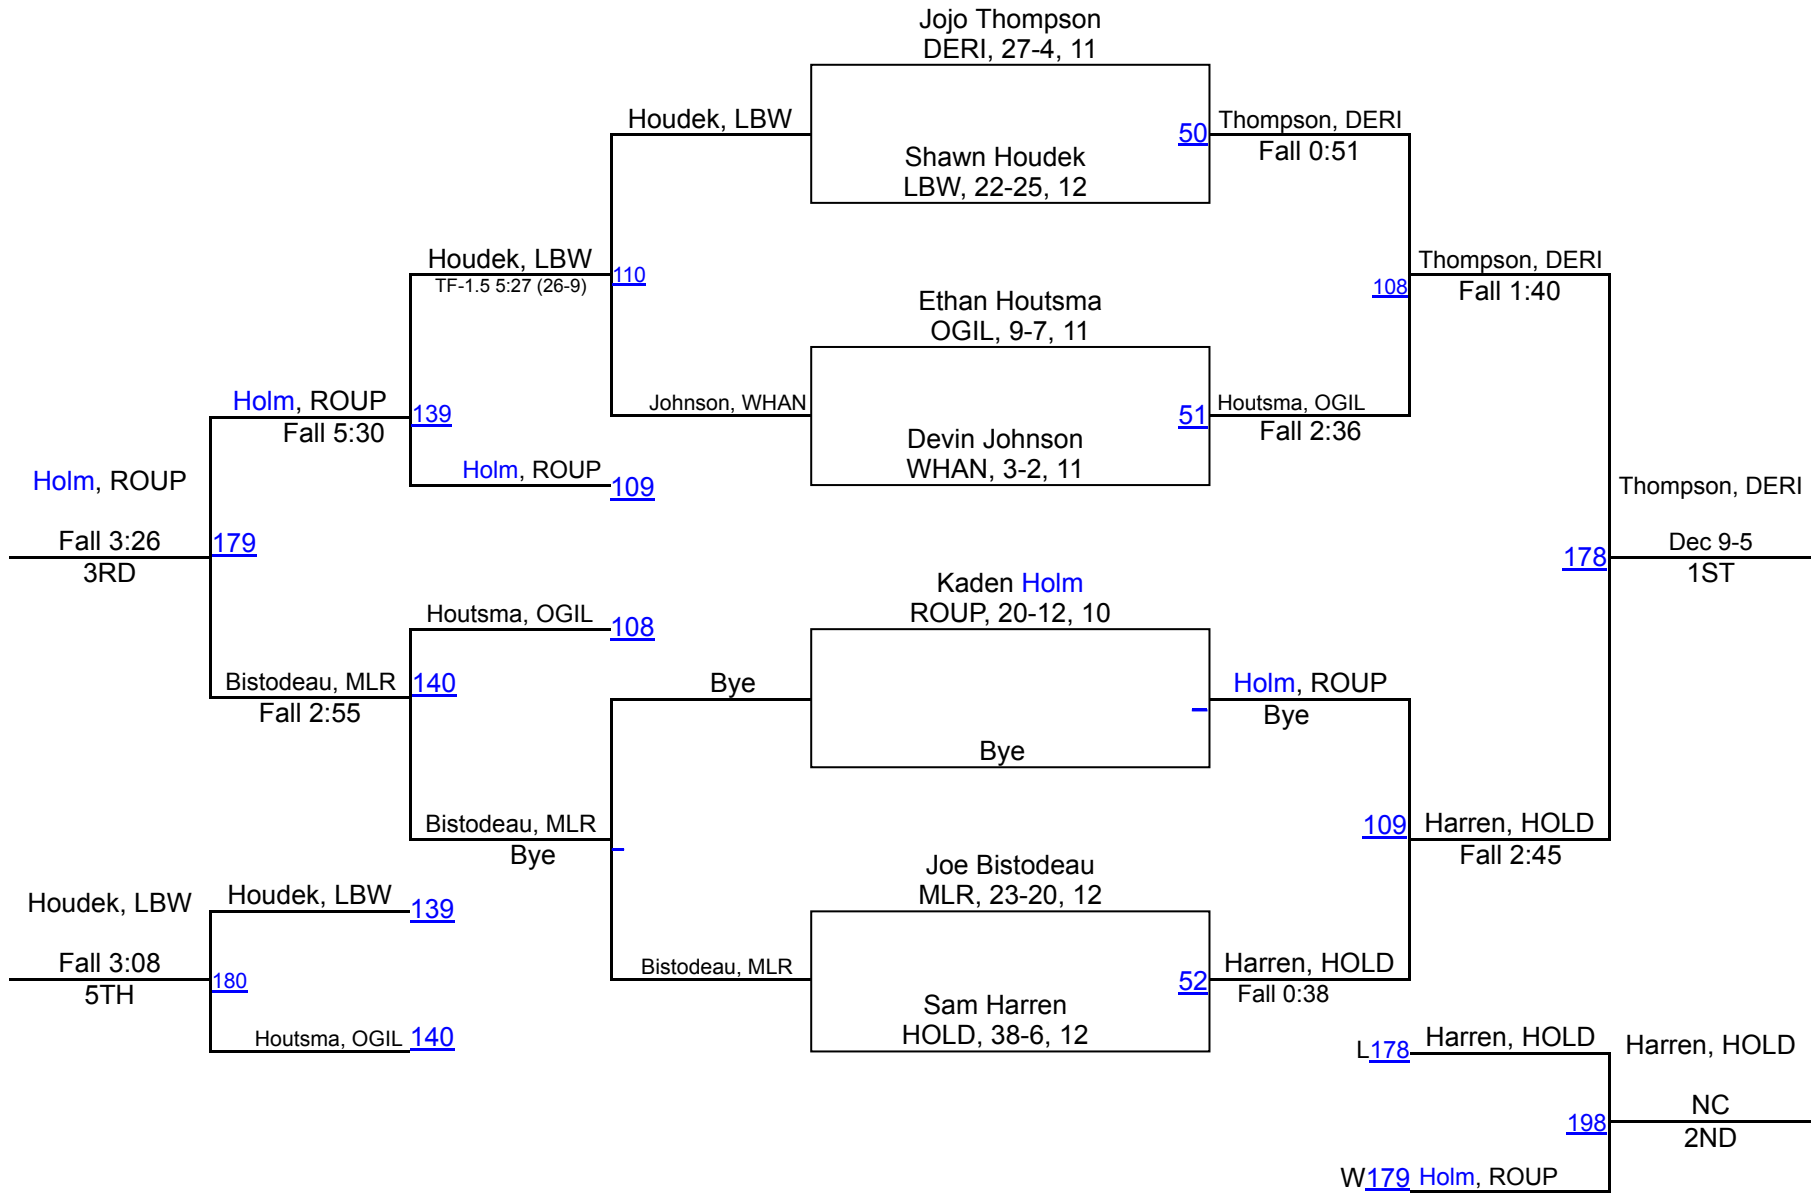 Jojo Thompson
DERI, 27-4, 11
Houdek, LBW
50
Thompson, DERI
Fall 0:51
Shawn Houdek
LBW, 22-25, 12
Houdek, LBW
TF-1.5 5:27 (26-9)
110
Thompson, DERI
108
Fall 1:40
Ethan Houtsma
OGIL, 9-7, 11
Holm, ROUP
139
Fall 5:30
Johnson, WHAN
51
Houtsma, OGIL
Fall 2:36
Devin Johnson
WHAN, 3-2, 11
Holm, ROUP
109
Holm, ROUP
Thompson, DERI
Fall 3:26
179
3RD
178
Dec 9-5
1ST
Kaden Holm
ROUP, 20-12, 10
Houtsma, OGIL
108
Bistodeau, MLR
140
Fall 2:55
Bye
Holm, ROUP
Bye
Bye
Bistodeau, MLR
Bye
109
Harren, HOLD
Fall 2:45
Joe Bistodeau
MLR, 23-20, 12
Houdek, LBW
Houdek, LBW
139
Fall 3:08
180
5TH
Bistodeau, MLR
52
Harren, HOLD
Fall 0:38
Sam Harren
HOLD, 38-6, 12
Houtsma, OGIL
140
L178
Harren, HOLD
Harren, HOLD
198
NC
2ND
W179
Holm, ROUP